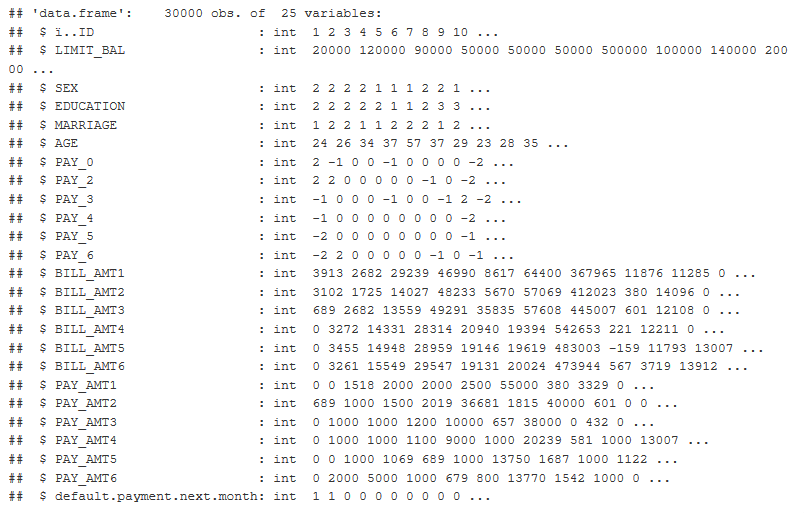 ## 'data.frame':    30000 obs. of  25 variables:
##  $ ï..ID                     : int  1 2 3 4 5 6 7 8 9 10 ...
##  $ LIMIT_BAL                 : int  20000 120000 90000 50000 50000 50000 500000 100000 140000 200
00 ...
##  $ SEX                       : int  2 2 2 2 1 1 1 2 2 1 ...
##  $ EDUCATION                 : int  2 2 2 2 2 1 1 2 3 3 ...
##  $ MARRIAGE                  : int  1 2 2 1 1 2 2 2 1 2 ...
##  $ AGE                       : int  24 26 34 37 57 37 29 23 28 35 ...
##  $ PAY_0                     : int  2 -1 0 0 -1 0 0 0 0 -2 ...
##  $ PAY_2                     : int  2 2 0 0 0 0 0 -1 0 -2 ...
##  $ PAY_3                     : int  -1 0 0 0 -1 0 0 -1 2 -2 ...
##  $ PAY_4                     : int  -1 0 0 0 0 0 0 0 0 -2 ...
##  $ PAY_5                     : int  -2 0 0 0 0 0 0 0 0 -1 ...
##  $ PAY_6                     : int  -2 2 0 0 0 0 0 -1 0 -1 ...
##  $ BILL_AMT1                 : int  3913 2682 29239 46990 8617 64400 367965 11876 11285 0 ...
##  $ BILL_AMT2                 : int  3102 1725 14027 48233 5670 57069 412023 380 14096 0 ...
##  $ BILL_AMT3                 : int  689 2682 13559 49291 35835 57608 445007 601 12108 0 ...
##  $ BILL_AMT4                 : int  0 3272 14331 28314 20940 19394 542653 221 12211 0 ...
##  $ BILL_AMT5                 : int  0 3455 14948 28959 19146 19619 483003 -159 11793 13007 ...
##  $ BILL_AMT6                 : int  0 3261 15549 29547 19131 20024 473944 567 3719 13912 ...
##  $ PAY_AMT1                  : int  0 0 1518 2000 2000 2500 55000 380 3329 0 ...
##  $ PAY_AMT2                  : int  689 1000 1500 2019 36681 1815 40000 601 0 0 ...
##  $ PAY_AMT3                  : int  0 1000 1000 1200 10000 657 38000 0 432 0 ...
##  $ PAY_AMT4                  : int  0 1000 1000 1100 9000 1000 20239 581 1000 13007 ...
##  $ PAY_AMT5                  : int  0 0 1000 1069 689 1000 13750 1687 1000 1122 ...
##  $ PAY_AMT6                  : int  0 2000 5000 1000 679 800 13770 1542 1000 0 ...
##  $ default.payment.next.month: int  1 1 0 0 0 0 0 0 0 0 ...